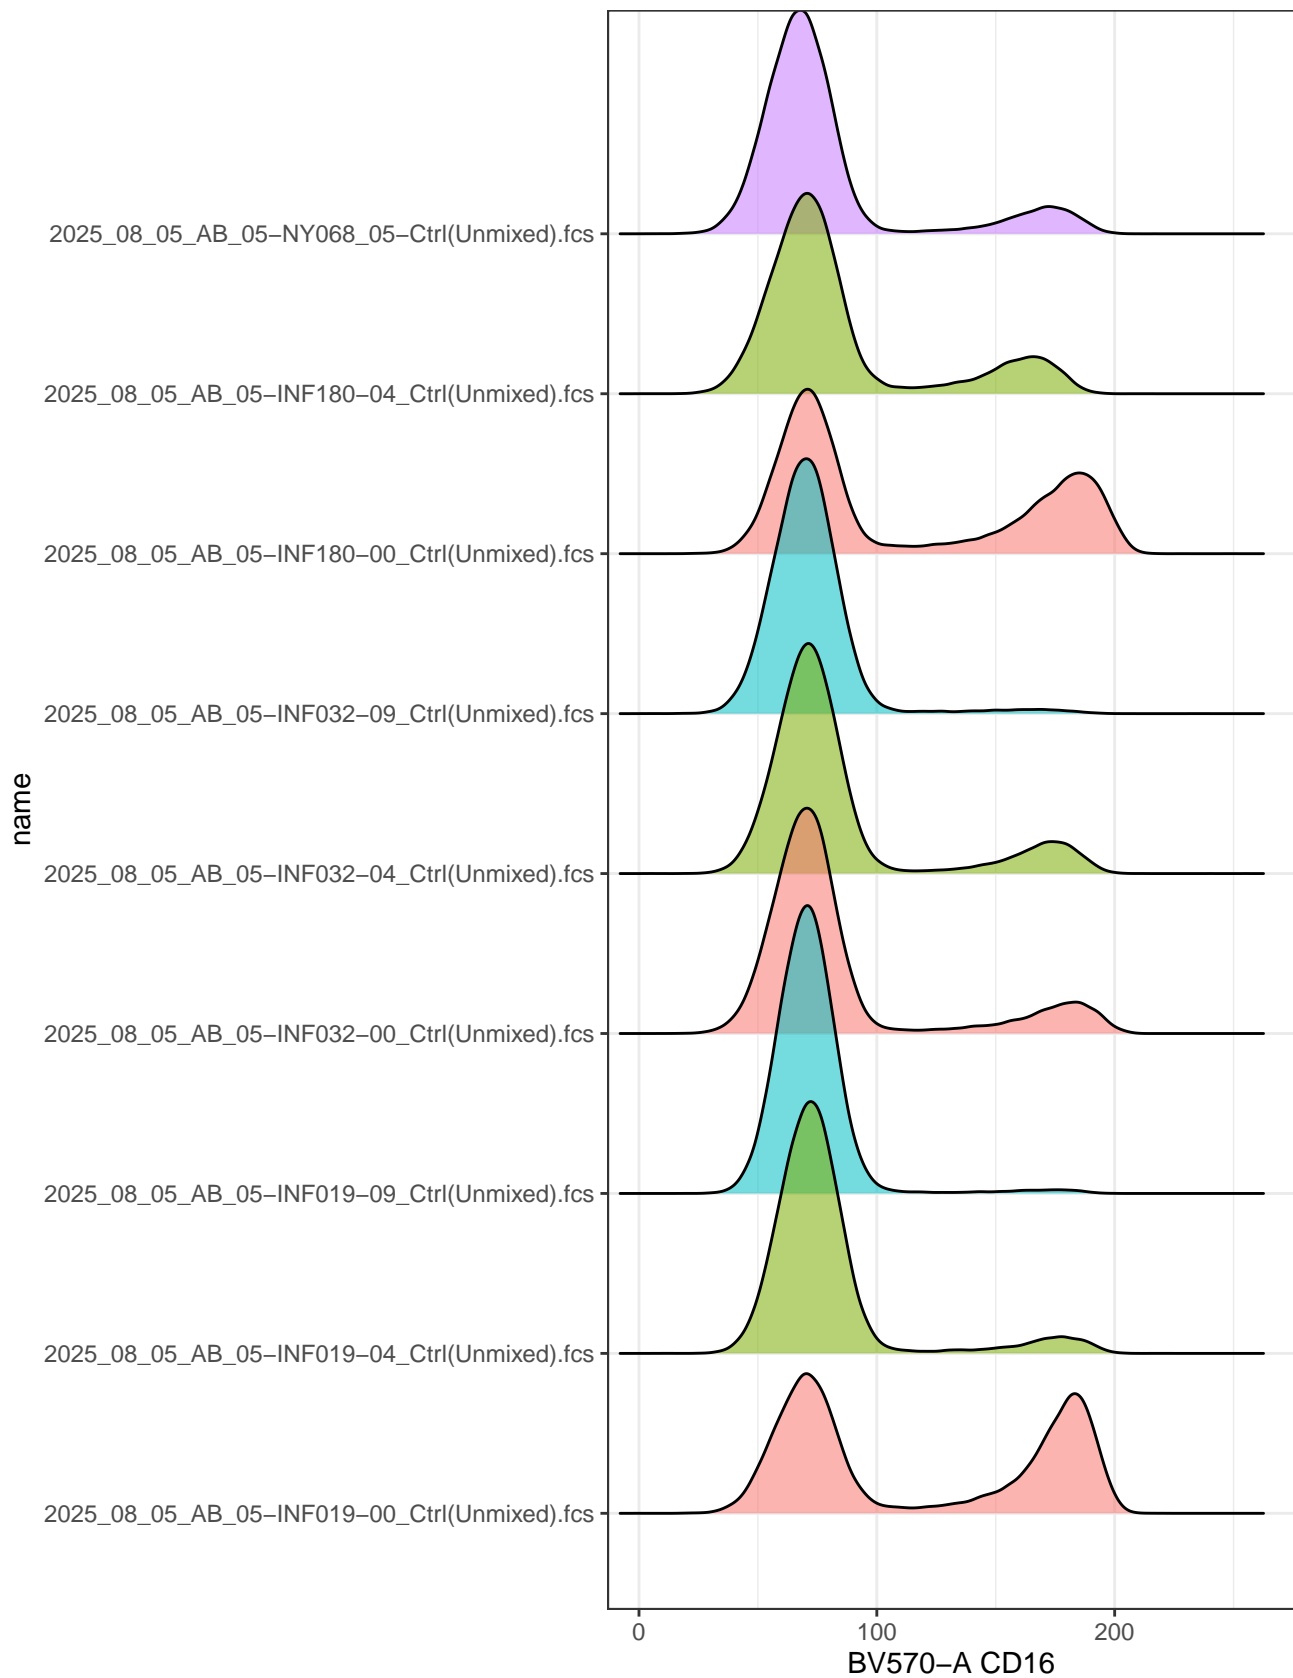 2025_08_05_AB_05−NY068_05−Ctrl(Unmixed).fcs
2025_08_05_AB_05−INF180−04_Ctrl(Unmixed).fcs
2025_08_05_AB_05−INF180−00_Ctrl(Unmixed).fcs
2025_08_05_AB_05−INF032−09_Ctrl(Unmixed).fcs
name
2025_08_05_AB_05−INF032−04_Ctrl(Unmixed).fcs
2025_08_05_AB_05−INF032−00_Ctrl(Unmixed).fcs
2025_08_05_AB_05−INF019−09_Ctrl(Unmixed).fcs
2025_08_05_AB_05−INF019−04_Ctrl(Unmixed).fcs
2025_08_05_AB_05−INF019−00_Ctrl(Unmixed).fcs
0 100 200
BV570−A CD16